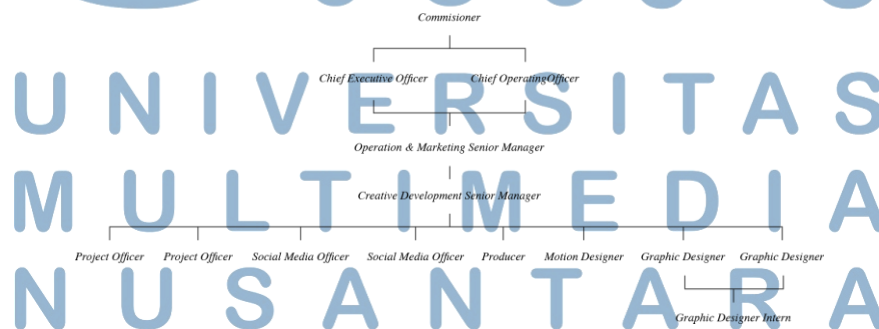 Commisioner
Chief Executive Officer Chief OperatingOfficer
UNIVERSITAS
Operation & Marketing Senior Manager
MULTIMEDIA
Creative Development Senior Manager
Project Officer Project Officer Social Media Officer Social Media Officer Producer Motion Designer Graphic Designer Graphic Designer
NUSANTARA
Graphic Designer Intern